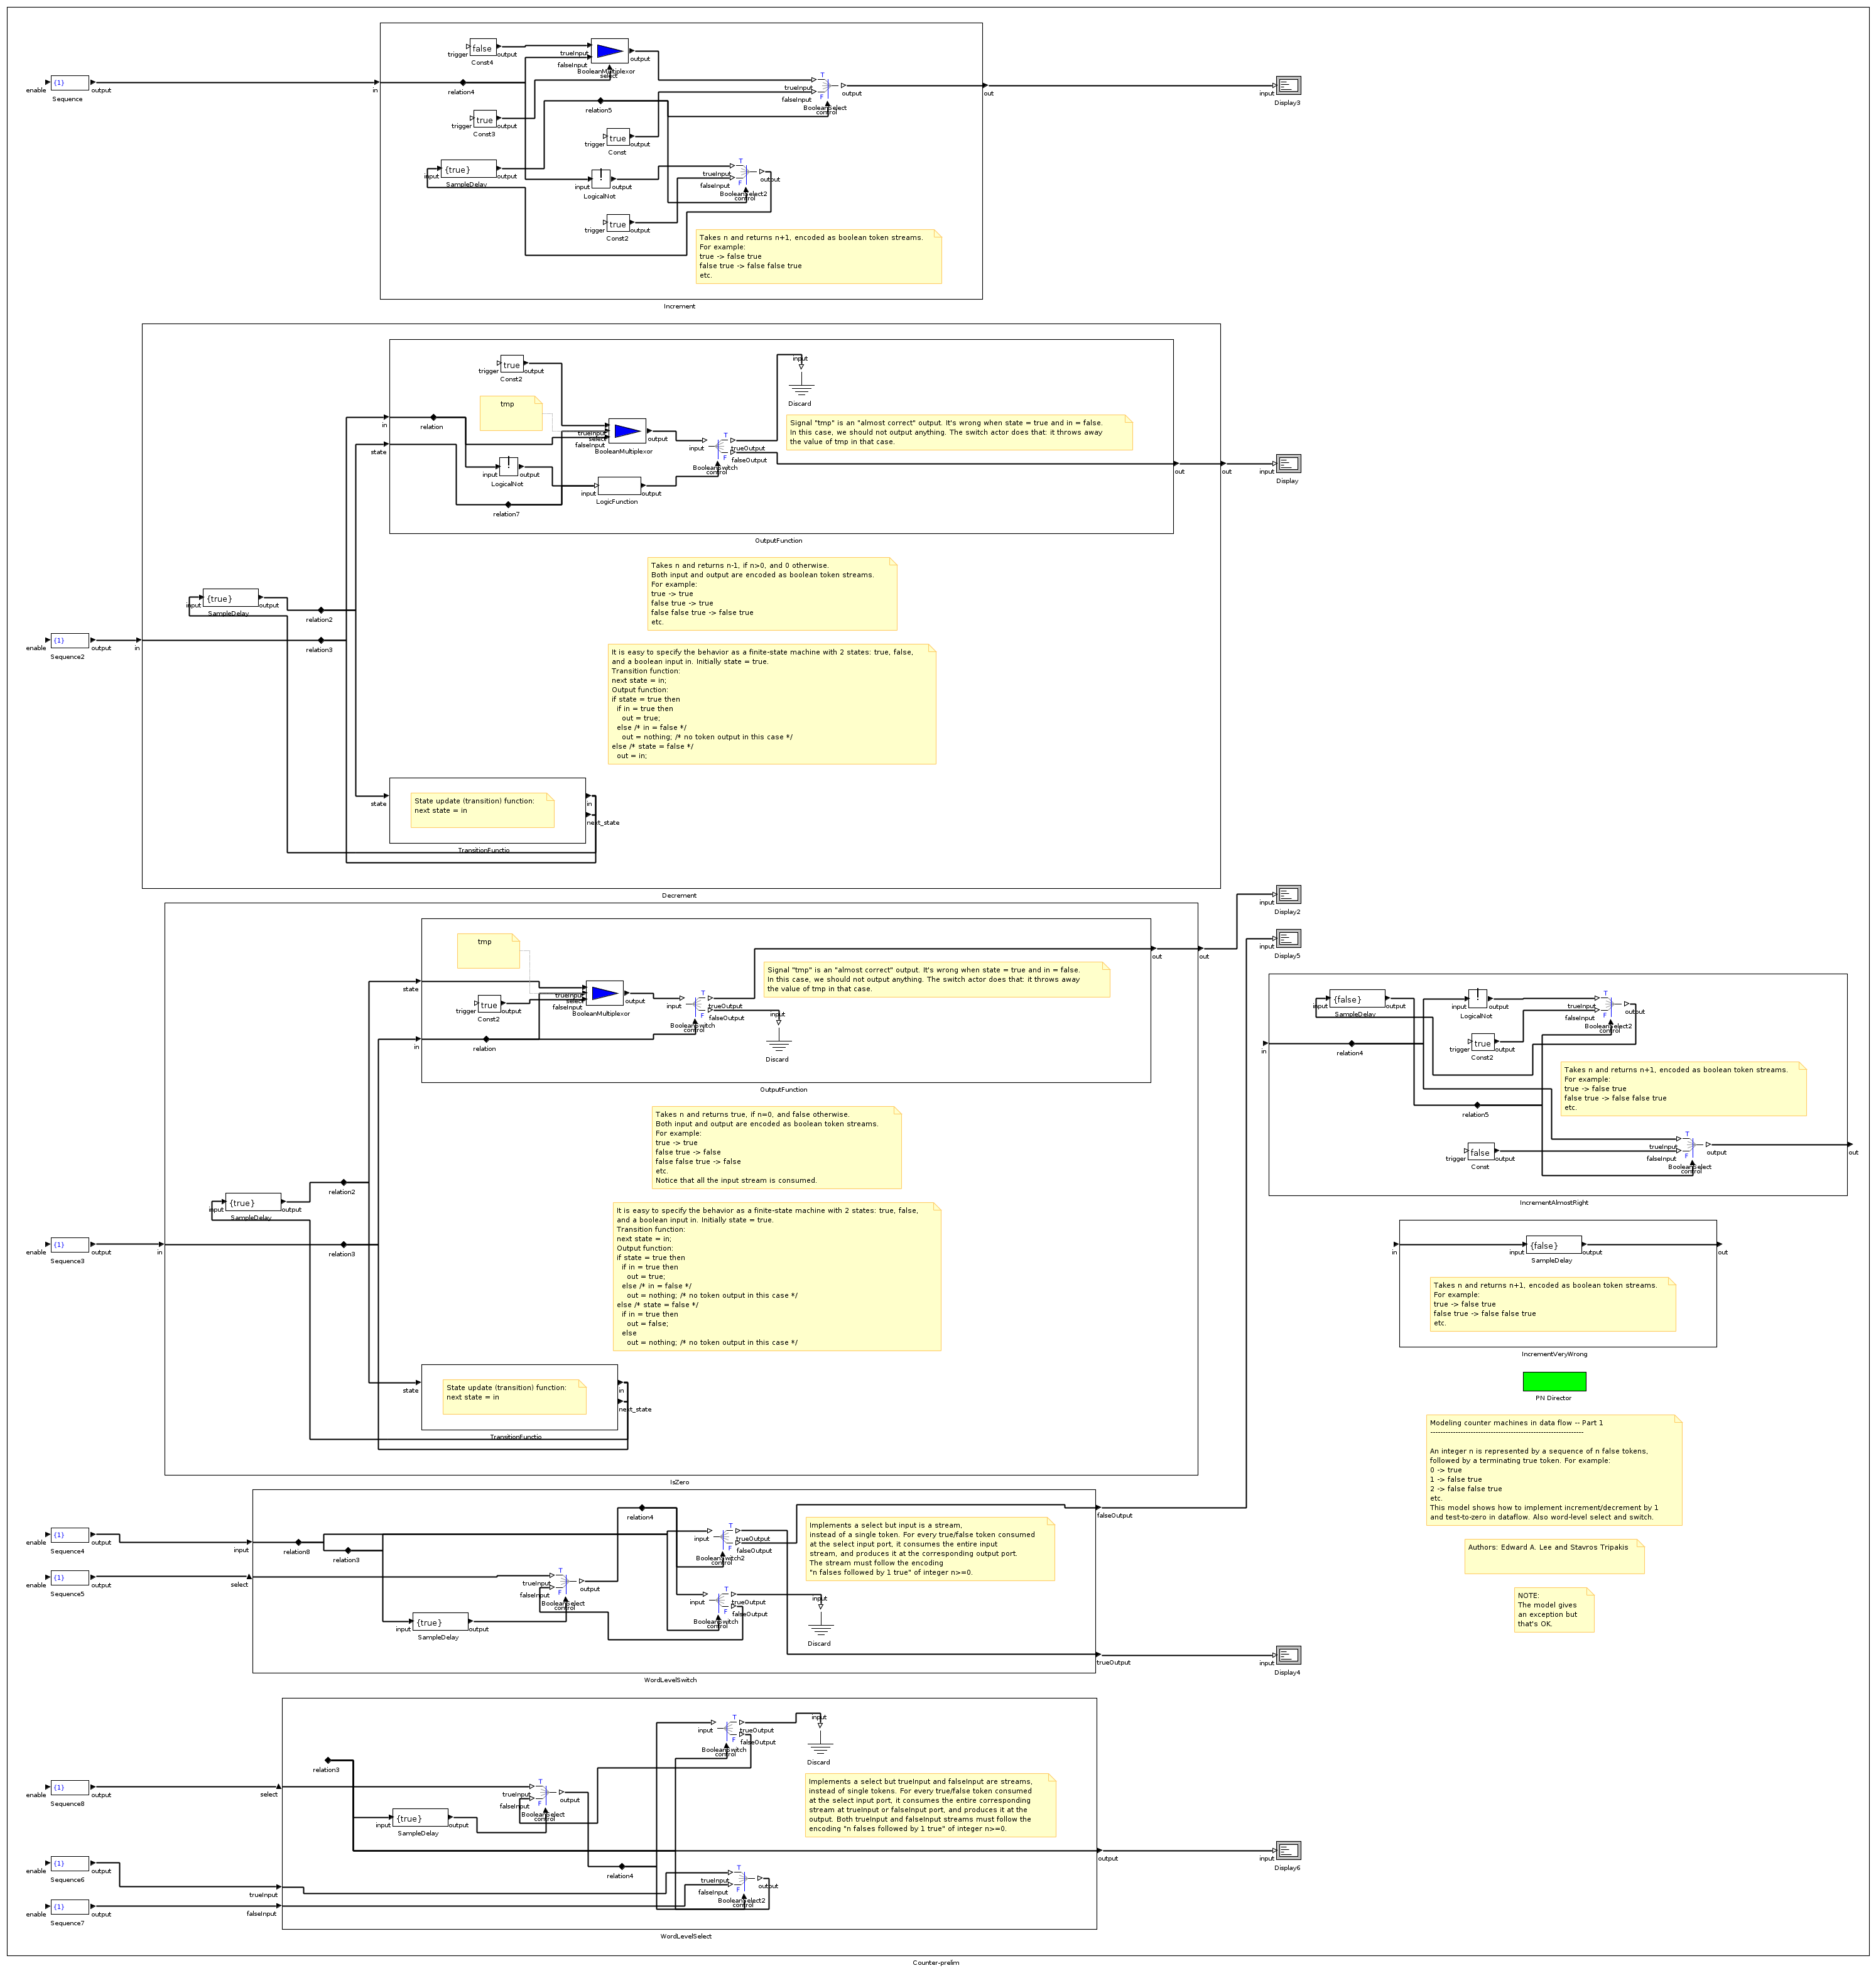 false
trigger
output
Const4
trueInput
falseInput
BooleanMultiplexor
select
output
{1}
enable
output
Sequence
in
relation4
T
F
trueInput
falseInput
BooleanSelect
control
output
out
input
Display3
true
trigger
output
Const3
relation5
true
trigger
output
Const
{true}
input
output
SampleDelay
!
input
output
LogicalNot
T
F
trueInput
falseInput
BooleanSelect2
control
output
true
trigger
output
Const2
Takes n and returns n+1, encoded as boolean token streams.
For example:
true -> false true
false true -> false false true
etc.
Increment
true
trigger
output
Const2
input
Discard
tmp
in
relation
state
trueInput
select
falseInput
output
BooleanMultiplexor
input
T
F
trueOutput
falseOutput
BooleanSwitch
control
Signal "tmp" is an "almost correct" output. It's wrong when state = true and in = false.
In this case, we should not output anything. The switch actor does that: it throws away
the value of tmp in that case.
!
input
output
LogicalNot
input
output
LogicFunction
relation7
out
out
input
Display
OutputFunction
Takes n and returns n-1, if n>0, and 0 otherwise.
Both input and output are encoded as boolean token streams.
For example:
true -> true
false true -> true
false false true -> false true
etc.
{true}
input
output
SampleDelay
relation2
{1}
enable
output
Sequence2
in
relation3
It is easy to specify the behavior as a finite-state machine with 2 states: true, false,
and a boolean input in. Initially state = true.
Transition function:
next state = in;
Output function:
if state = true then
if in = true then
out = true;
else /* in = false */
out = nothing; /* no token output in this case */
else /* state = false */
out = in;
state
State update (transition) function:
next state = in
in
next_state
TransitionFunctio
Decrement
input
Display2
input
Display5
tmp
state
true
trigger
output
Const2
trueInput
select
falseInput
output
BooleanMultiplexor
input
T
F
trueOutput
falseOutput
BooleanSwitch
control
input
Discard
Signal "tmp" is an "almost correct" output. It's wrong when state = true and in = false.
In this case, we should not output anything. The switch actor does that: it throws away
the value of tmp in that case.
in
relation
out
out
OutputFunction
Takes n and returns true, if n=0, and false otherwise.
Both input and output are encoded as boolean token streams.
For example:
true -> true
false true -> false
false false true -> false
etc.
Notice that all the input stream is consumed.
relation2
{true}
input
output
SampleDelay
{1}
enable
output
Sequence3
in
relation3
It is easy to specify the behavior as a finite-state machine with 2 states: true, false,
and a boolean input in. Initially state = true.
Transition function:
next state = in;
Output function:
if state = true then
if in = true then
out = true;
else /* in = false */
out = nothing; /* no token output in this case */
else /* state = false */
if in = true then
out = false;
else
out = nothing; /* no token output in this case */
state
State update (transition) function:
next state = in
in
next_state
TransitionFunctio
IsZero
{false}
input
output
SampleDelay
!
input
output
LogicalNot
T
F
trueInput
falseInput
BooleanSelect2
control
output
true
trigger
output
Const2
in
relation4
Takes n and returns n+1, encoded as boolean token streams.
For example:
true -> false true
false true -> false false true
etc.
relation5
false
trigger
output
Const
T
F
trueInput
falseInput
BooleanSelect
control
output
out
IncrementAlmostRight
in
{false}
input
output
SampleDelay
out
Takes n and returns n+1, encoded as boolean token streams.
For example:
true -> false true
false true -> false false true
etc.
IncrementVeryWrong
PN Director
Modeling counter machines in data flow -- Part 1
------------------------------------------------------------
An integer n is represented by a sequence of n false tokens,
followed by a terminating true token. For example:
0 -> true
1 -> false true
2 -> false false true
etc.
This model shows how to implement increment/decrement by 1
and test-to-zero in dataflow. Also word-level select and switch.
Authors: Edward A. Lee and Stavros Tripakis
NOTE:
The model gives
an exception but
that's OK.
{1}
enable
output
Sequence4
input
relation8
relation3
relation4
input
T
F
trueOutput
falseOutput
BooleanSwitch2
control
falseOutput
Implements a select but input is a stream,
instead of a single token. For every true/false token consumed
at the select input port, it consumes the entire input
stream, and produces it at the corresponding output port.
The stream must follow the encoding
"n falses followed by 1 true" of integer n>=0.
{1}
enable
output
Sequence5
select
T
F
trueInput
falseInput
BooleanSelect
control
output
input
T
F
trueOutput
falseOutput
BooleanSwitch
control
input
Discard
{true}
input
output
SampleDelay
trueOutput
input
Display4
WordLevelSwitch
input
T
F
trueOutput
falseOutput
BooleanSwitch
control
input
Discard
relation3
{1}
enable
output
Sequence8
select
T
F
trueInput
falseInput
BooleanSelect
control
output
Implements a select but trueInput and falseInput are streams,
instead of single tokens. For every true/false token consumed
at the select input port, it consumes the entire corresponding
stream at trueInput or falseInput port, and produces it at the
output. Both trueInput and falseInput streams must follow the
encoding "n falses followed by 1 true" of integer n>=0.
{true}
input
output
SampleDelay
output
input
Display6
{1}
enable
output
Sequence6
trueInput
relation4
T
F
trueInput
falseInput
BooleanSelect2
control
output
{1}
enable
output
Sequence7
falseInput
WordLevelSelect
Counter-prelim